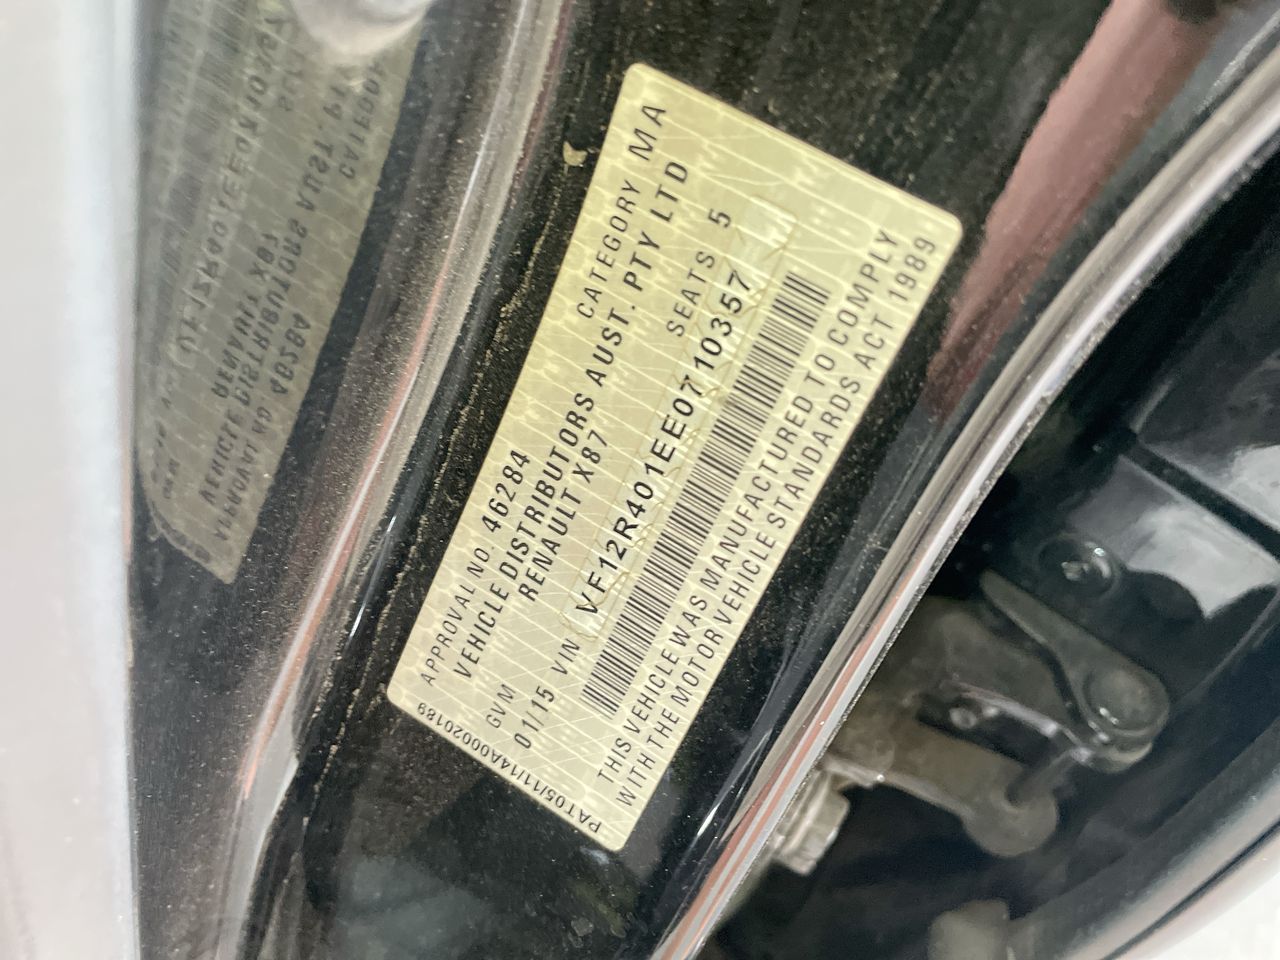 APPROVAL NO. 46284 CATEGORY MA
VEHICLE DISTRIBUTORS AUST. PTY LTD
RENAULT X87
GVM SEATS 5
01/15 VIN VF12R401EE0710357
THIS VEHICLE WAS MANUFACTURED TO COMPLY
WITH THE MOTOR VEHICLE STANDARDS ACT 1989
PAT05/11/14A00020189